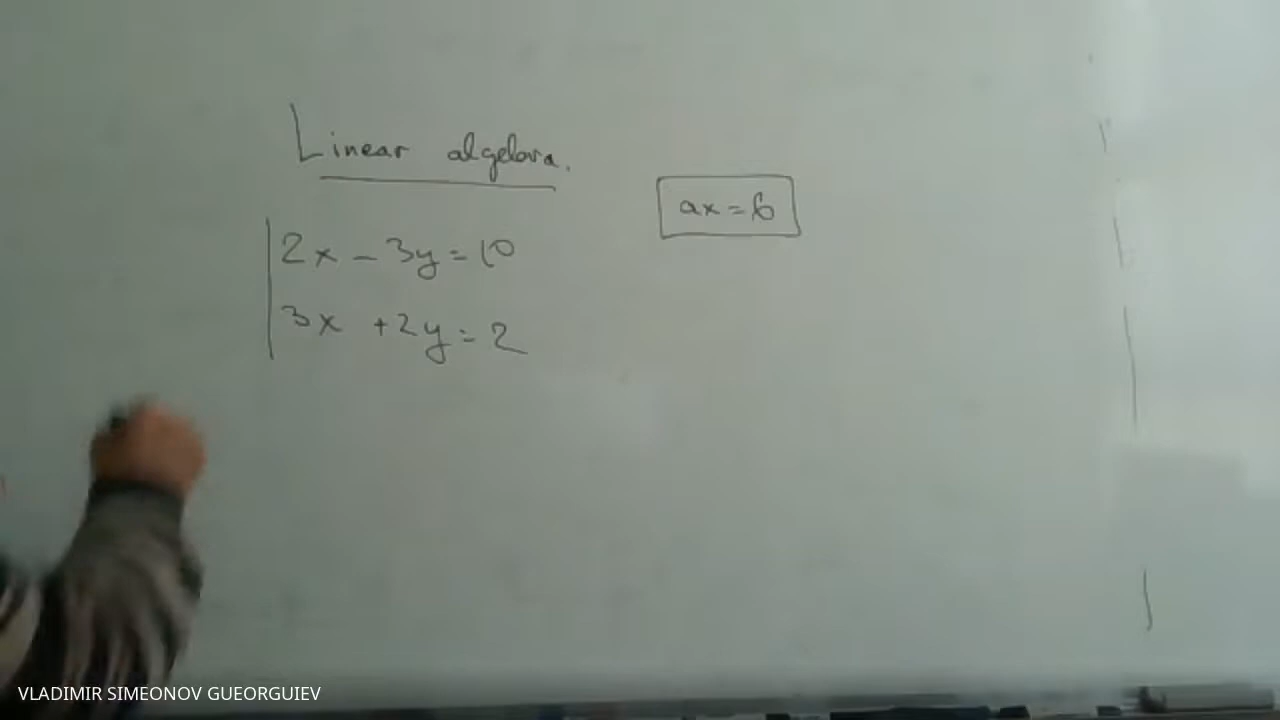 Linear algebra.
ax = b
2x - 3y = 10
3x + 2y = 2
VLADIMIR SIMEONOV GUEORGUIEV